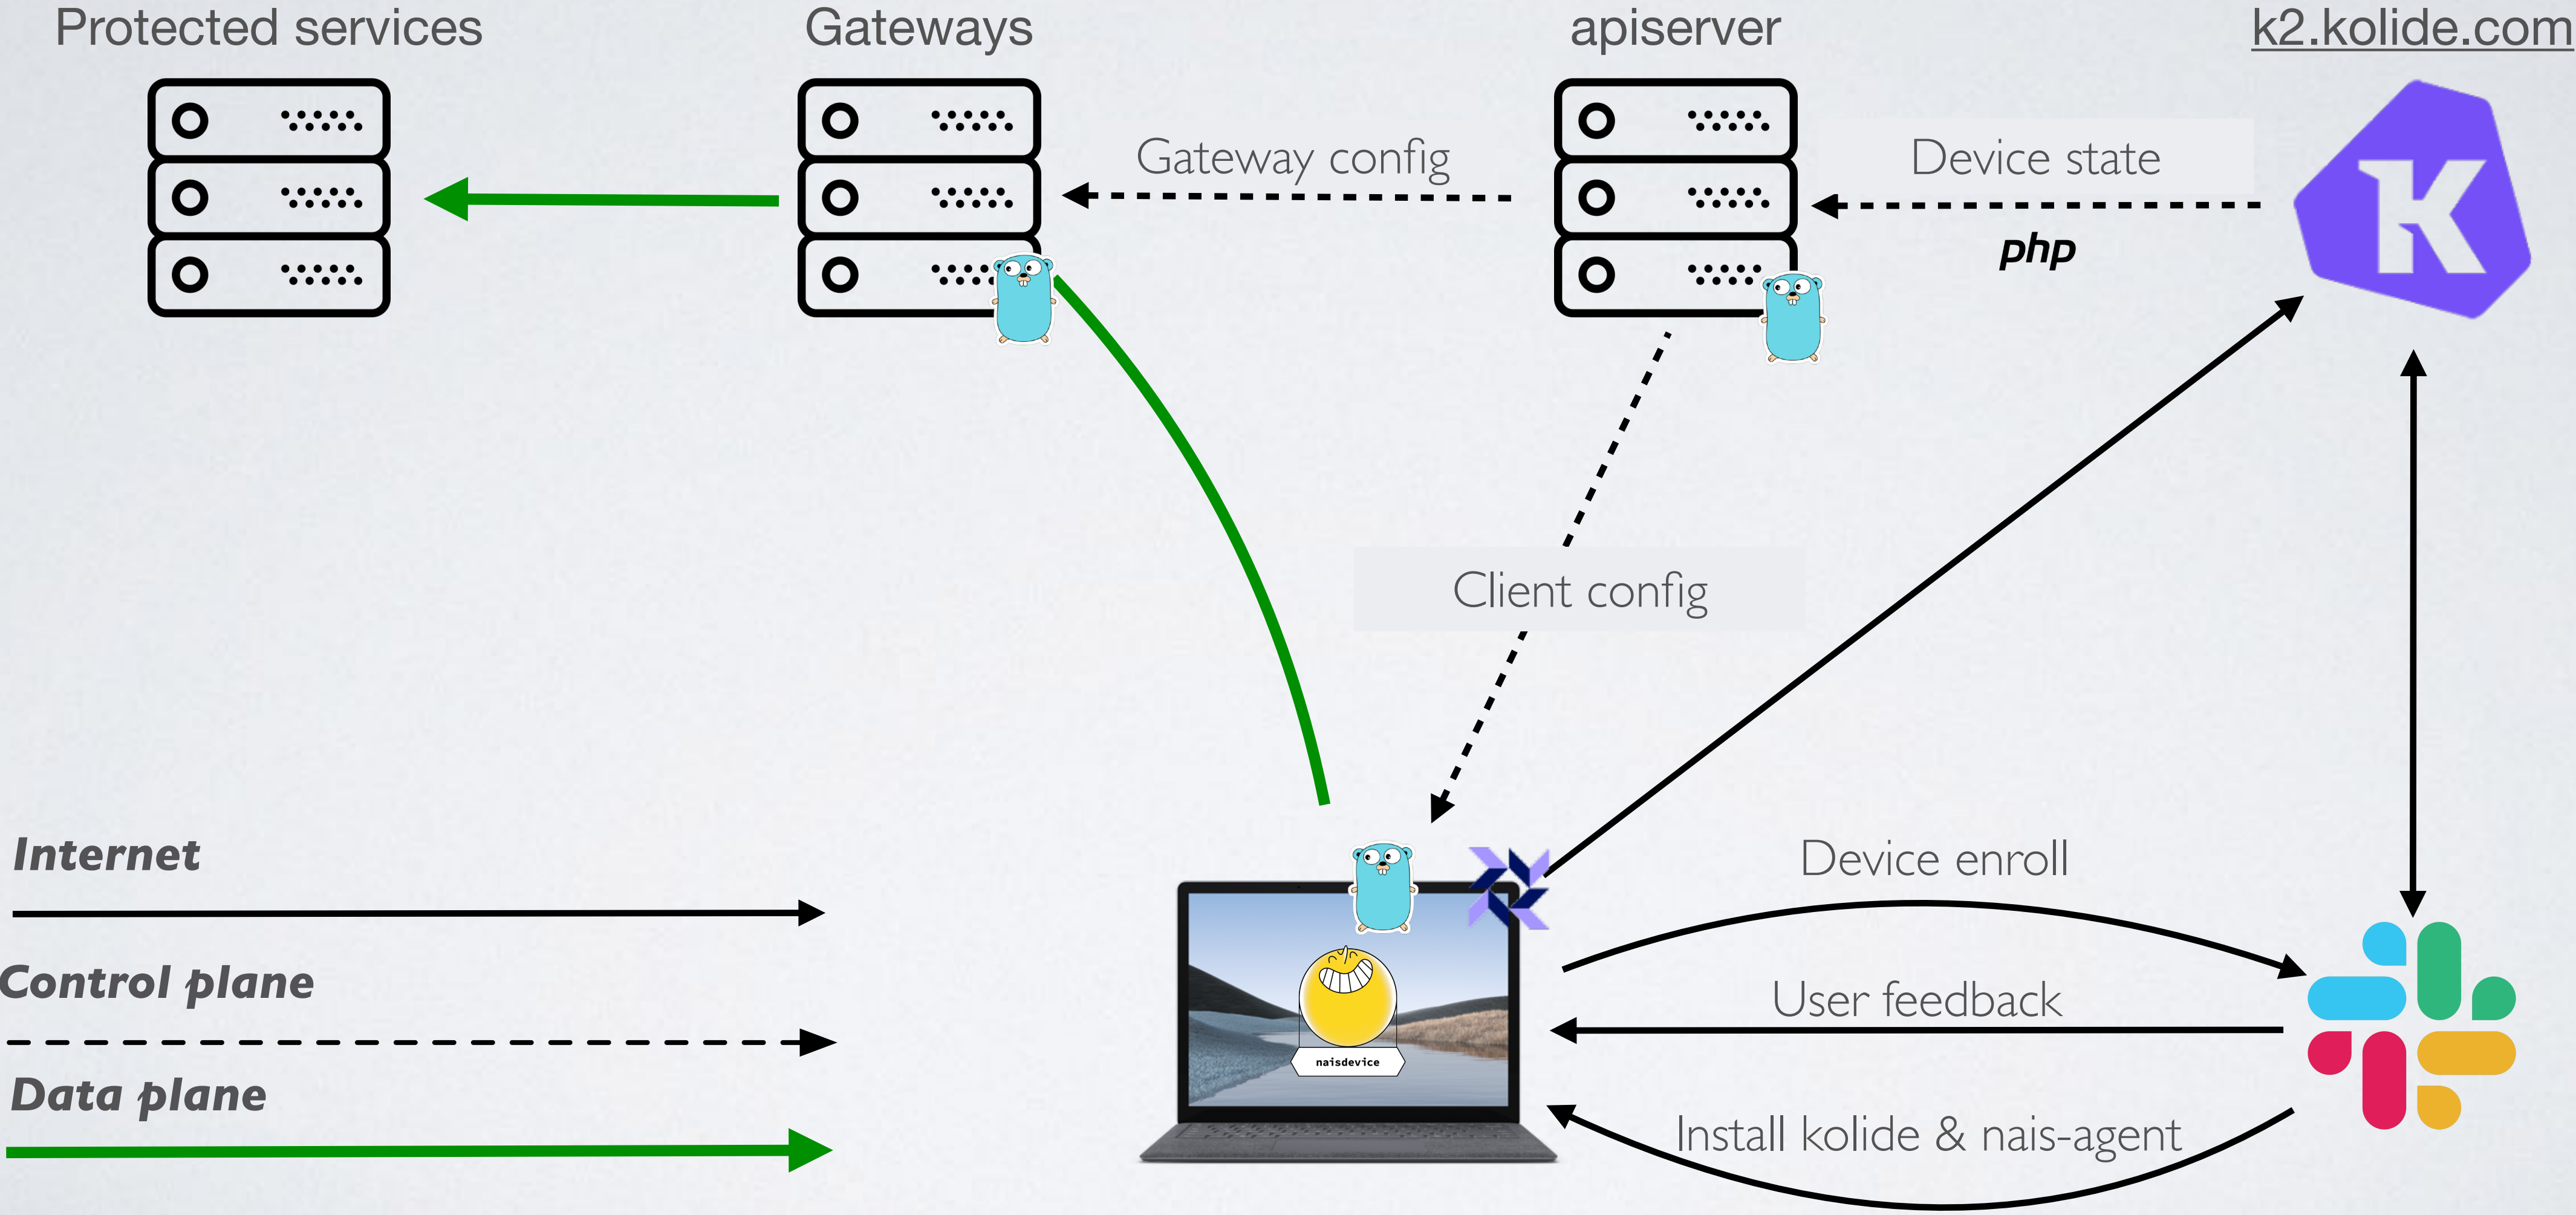 Protected services
Gateways
apiserver
k2.kolide.com
Gateway config
Device state
php
Client config
Internet
Control plane
Data plane
Device enroll
User feedback
Install kolide & nais-agent
naisdevice
K